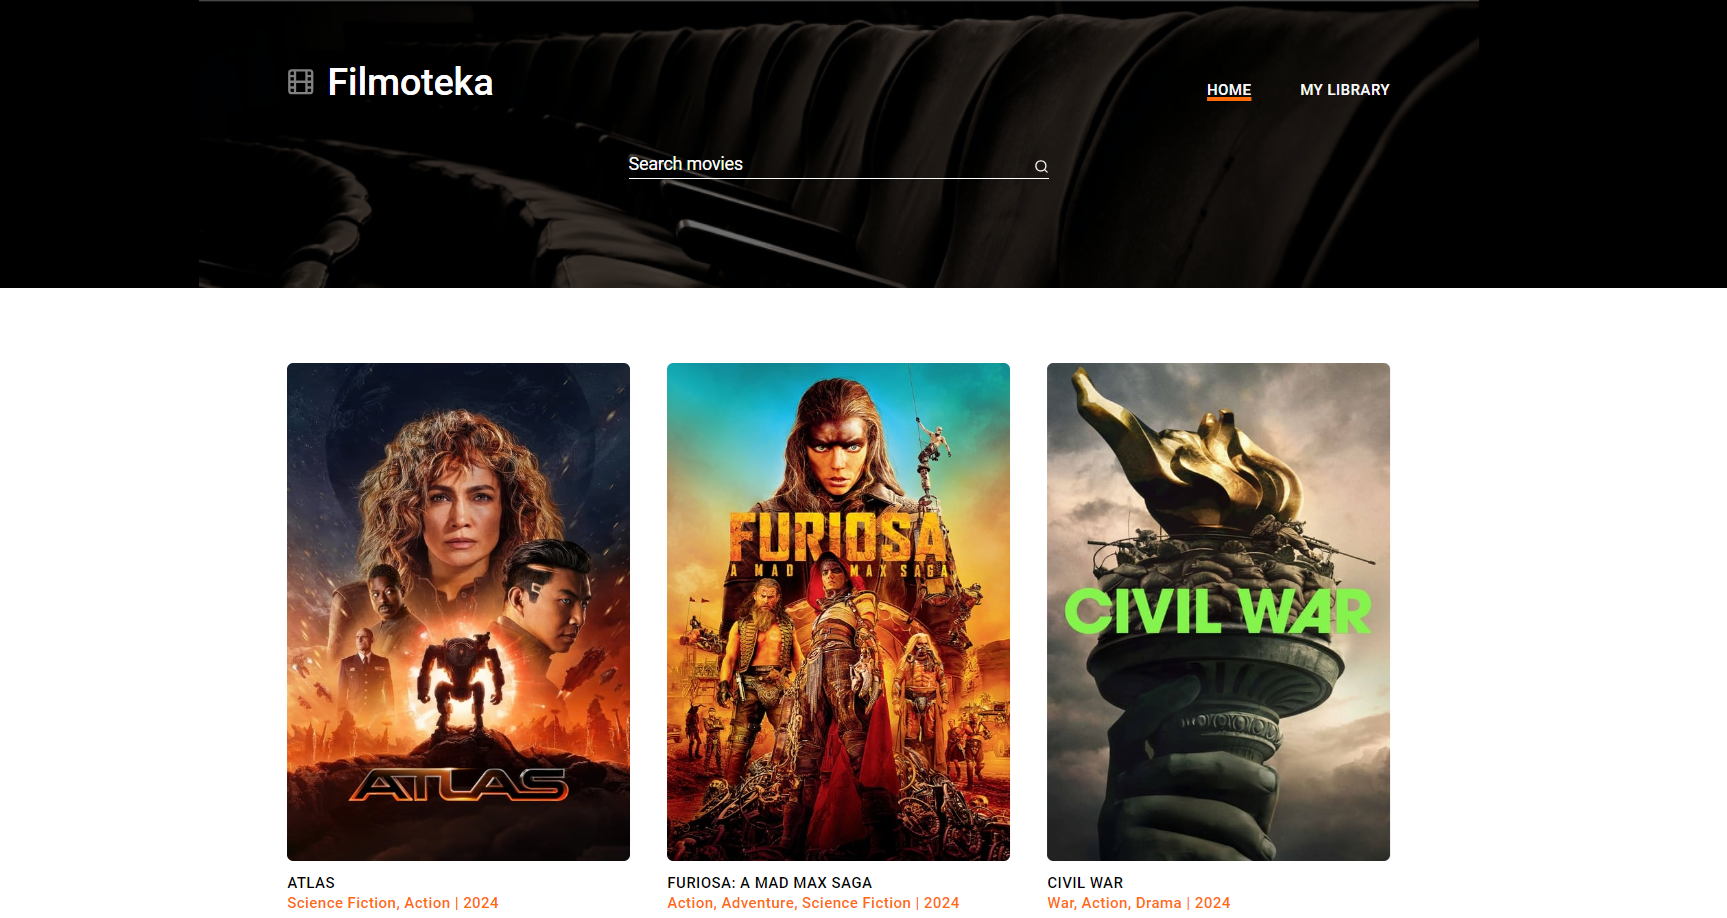 Filmoteka
HOME
MY LIBRARY
Search movies
FURIOSA
A MAD MAX SAGA
CIVIL WAR
ATLAS
ATLAS
FURIOSA: A MAD MAX SAGA
CIVIL WAR
Science Fiction, Action | 2024
Action, Adventure, Science Fiction | 2024
War, Action, Drama | 2024